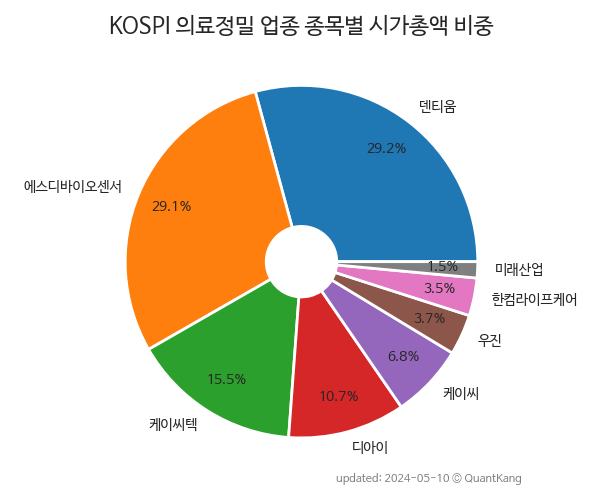 KOSPI 의료정밀 업종 종목별 시가총액 비중
덴티움
29.2%
에스디바이오센서
29.1%
케이씨텍
15.5%
디아이
10.7%
케이씨
6.8%
우진
3.7%
한컴라이프케어
3.5%
미래산업
1.5%
updated: 2024-05-10 © QuantKang